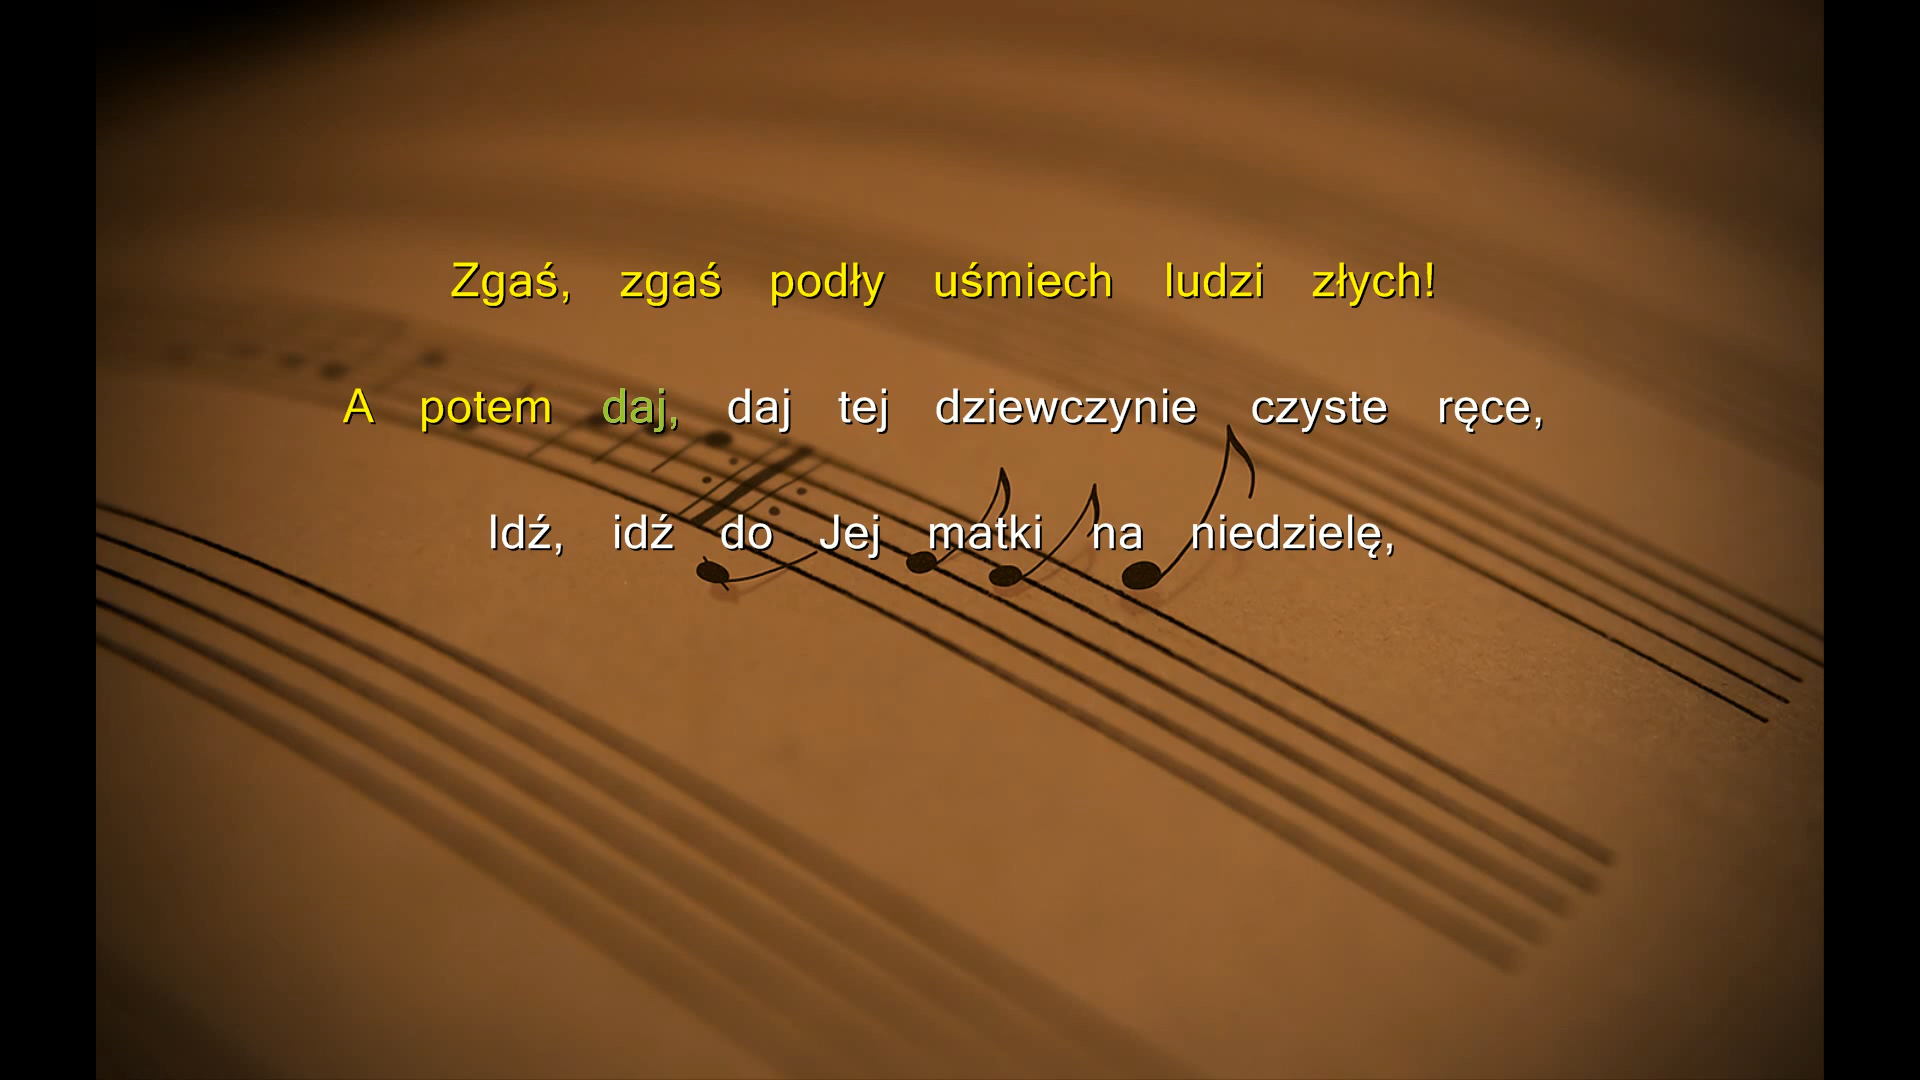 Zgaś, zgaś podły uśmiech ludzi złych!
A potem daj, daj tej dziewczynie czyste ręce,
Idź, idź do Jej matki na niedzielę,